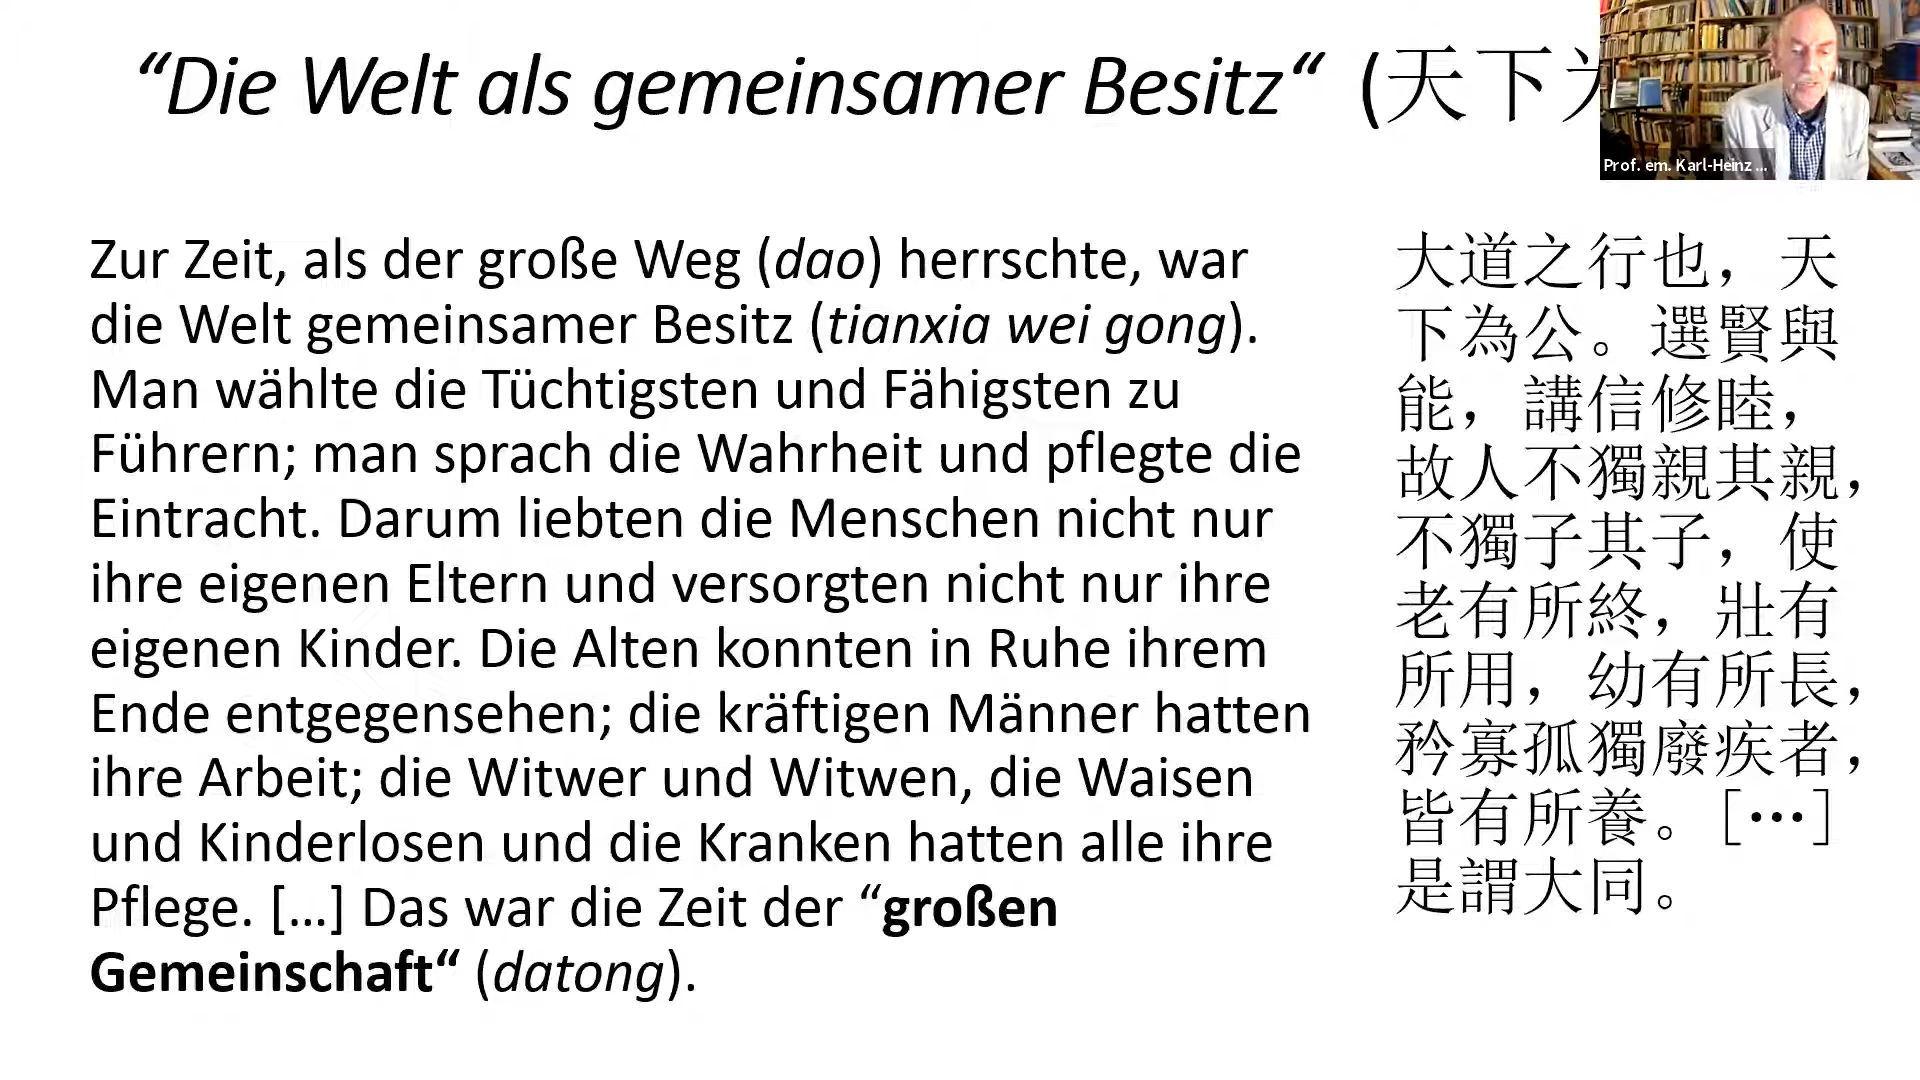 “Die Welt als gemeinsamer Besitz“ (天下
Prof. em. Karl-Heinz ...
Zur Zeit, als der große Weg (dao) herrschte, war
die Welt gemeinsamer Besitz (tianxia wei gong).
Man wählte die Tüchtigsten und Fähigsten zu
Führern; man sprach die Wahrheit und pflegte die
Eintracht. Darum liebten die Menschen nicht nur
ihre eigenen Eltern und versorgten nicht nur ihre
eigenen Kinder. Die Alten konnten in Ruhe ihrem
Ende entgegensehen; die kräftigen Männer hatten
ihre Arbeit; die Witwer und Witwen, die Waisen
und Kinderlosen und die Kranken hatten alle ihre
Pflege. […] Das war die Zeit der “großen
Gemeinschaft“ (datong).
大道之行也，天
下為公。選賢與
能，講信修睦，
故人不獨親其親，
不獨子其子，使
老有所終，壯有
所用，幼有所長，
矜寡孤獨廢疾者，
皆有所養。[…]
是謂大同。